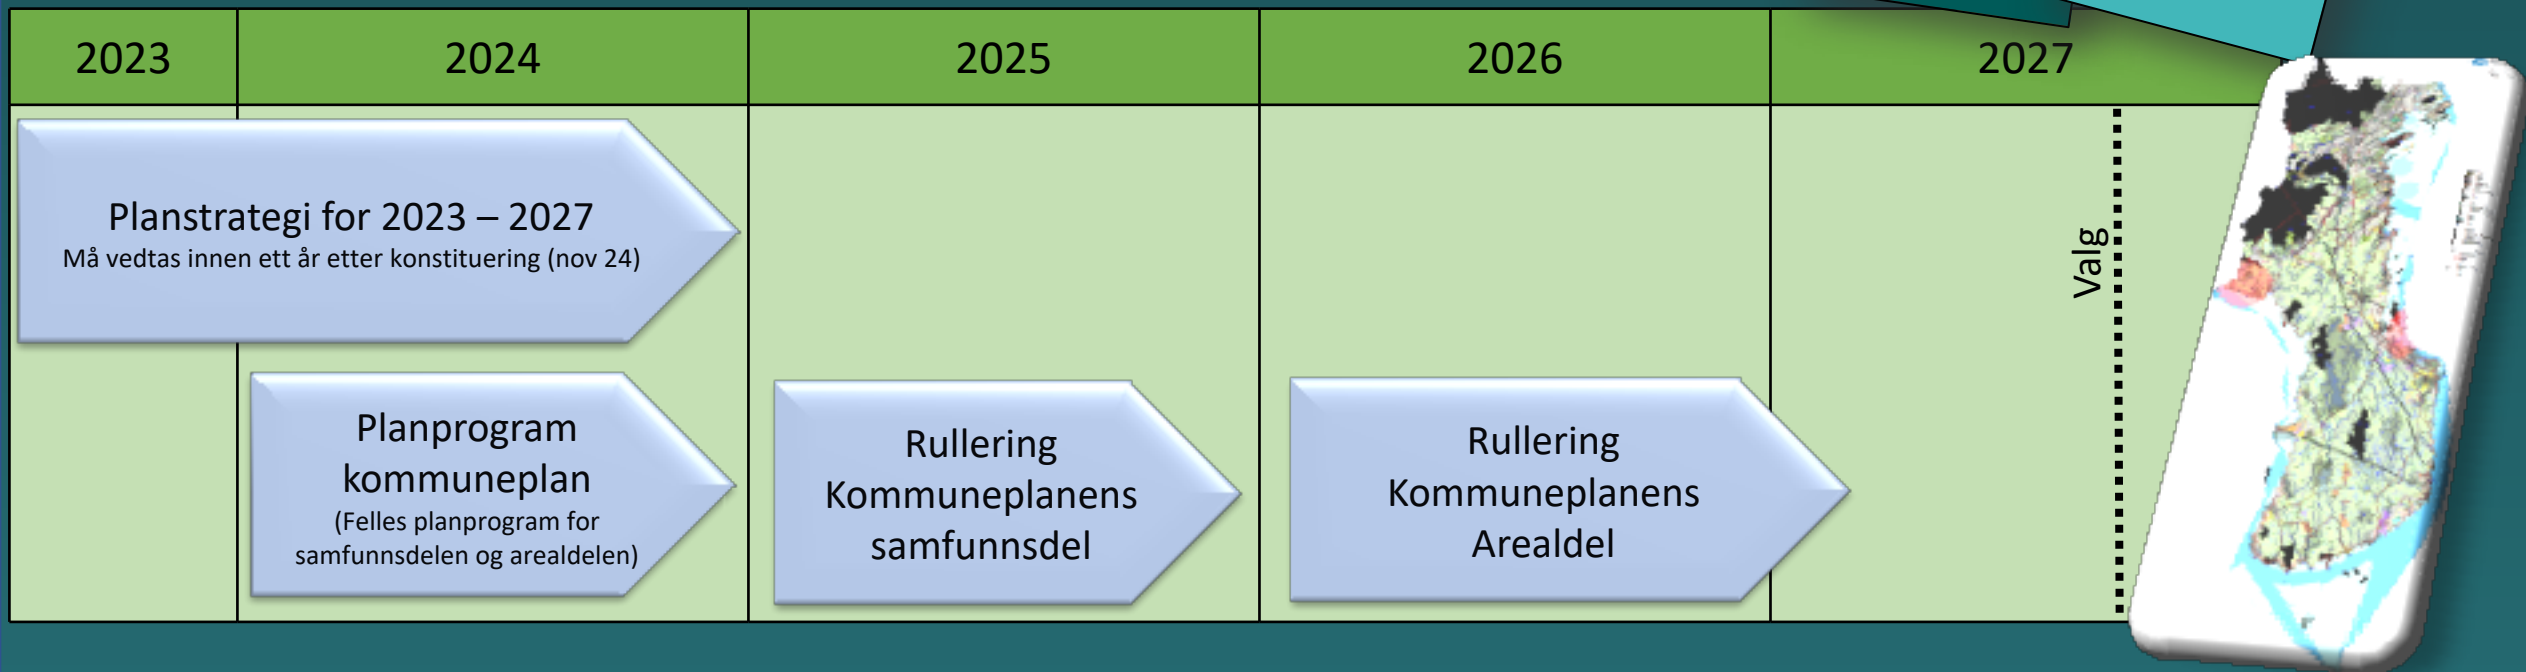 2023
2024
2025
2026
2027
Planstrategi for 2023 – 2027
Må vedtas innen ett år etter konstituering (nov 24)
Valg
Planprogram
kommuneplan
(Felles planprogram for
samfunnsdelen og arealdelen)
Rullering
Kommuneplanens
samfunnsdel
Rullering
Kommuneplanens
Arealdel